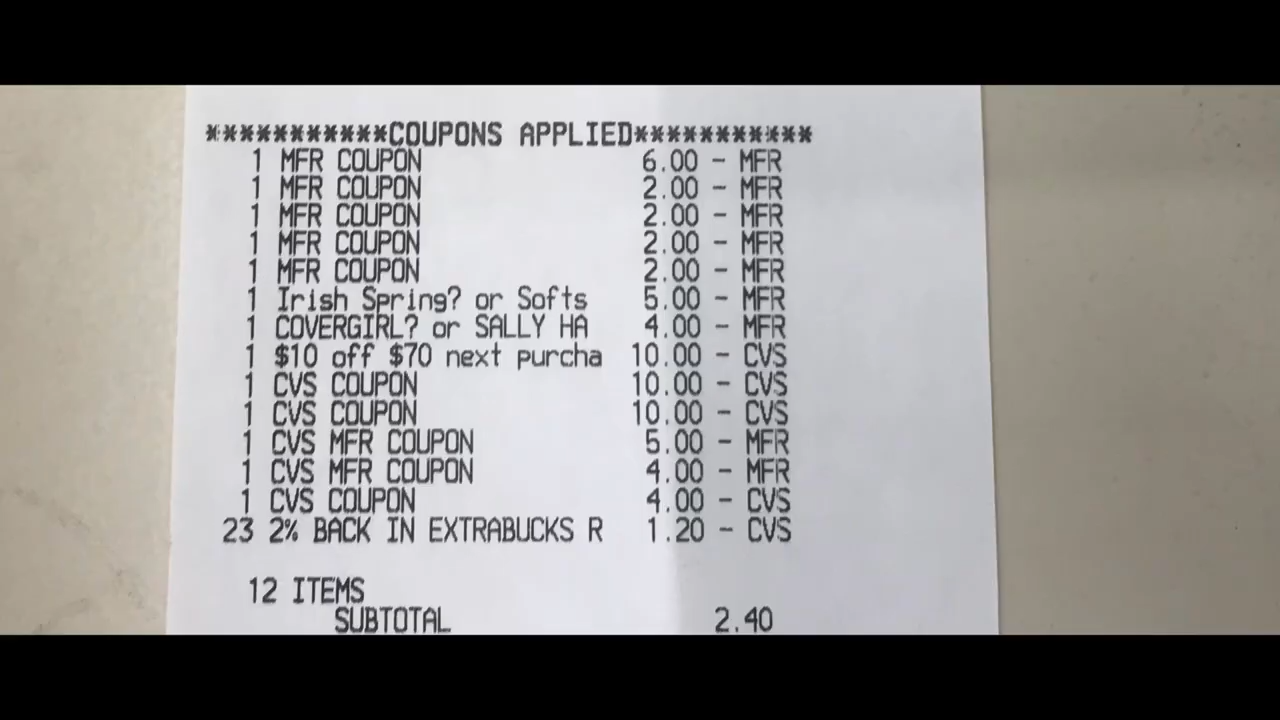 ***********COUPONS APPLIED***********
1 MFR COUPON 6.00 - MFR
1 MFR COUPON 2.00 - MFR
1 MFR COUPON 2.00 - MFR
1 MFR COUPON 2.00 - MFR
1 MFR COUPON 2.00 - MFR
1 Irish Spring? or Softs 5.00 - MFR
1 COVERGIRL? or SALLY HA 4.00 - MFR
1 $10 off $70 next purcha 10.00 - CVS
1 CVS COUPON 10.00 - CVS
1 CVS COUPON 10.00 - CVS
1 CVS MFR COUPON 5.00 - MFR
1 CVS MFR COUPON 4.00 - MFR
1 CVS COUPON 4.00 - CVS
23 2% BACK IN EXTRABUCKS R 1.20 - CVS
12 ITEMS
SUBTOTAL 2.40